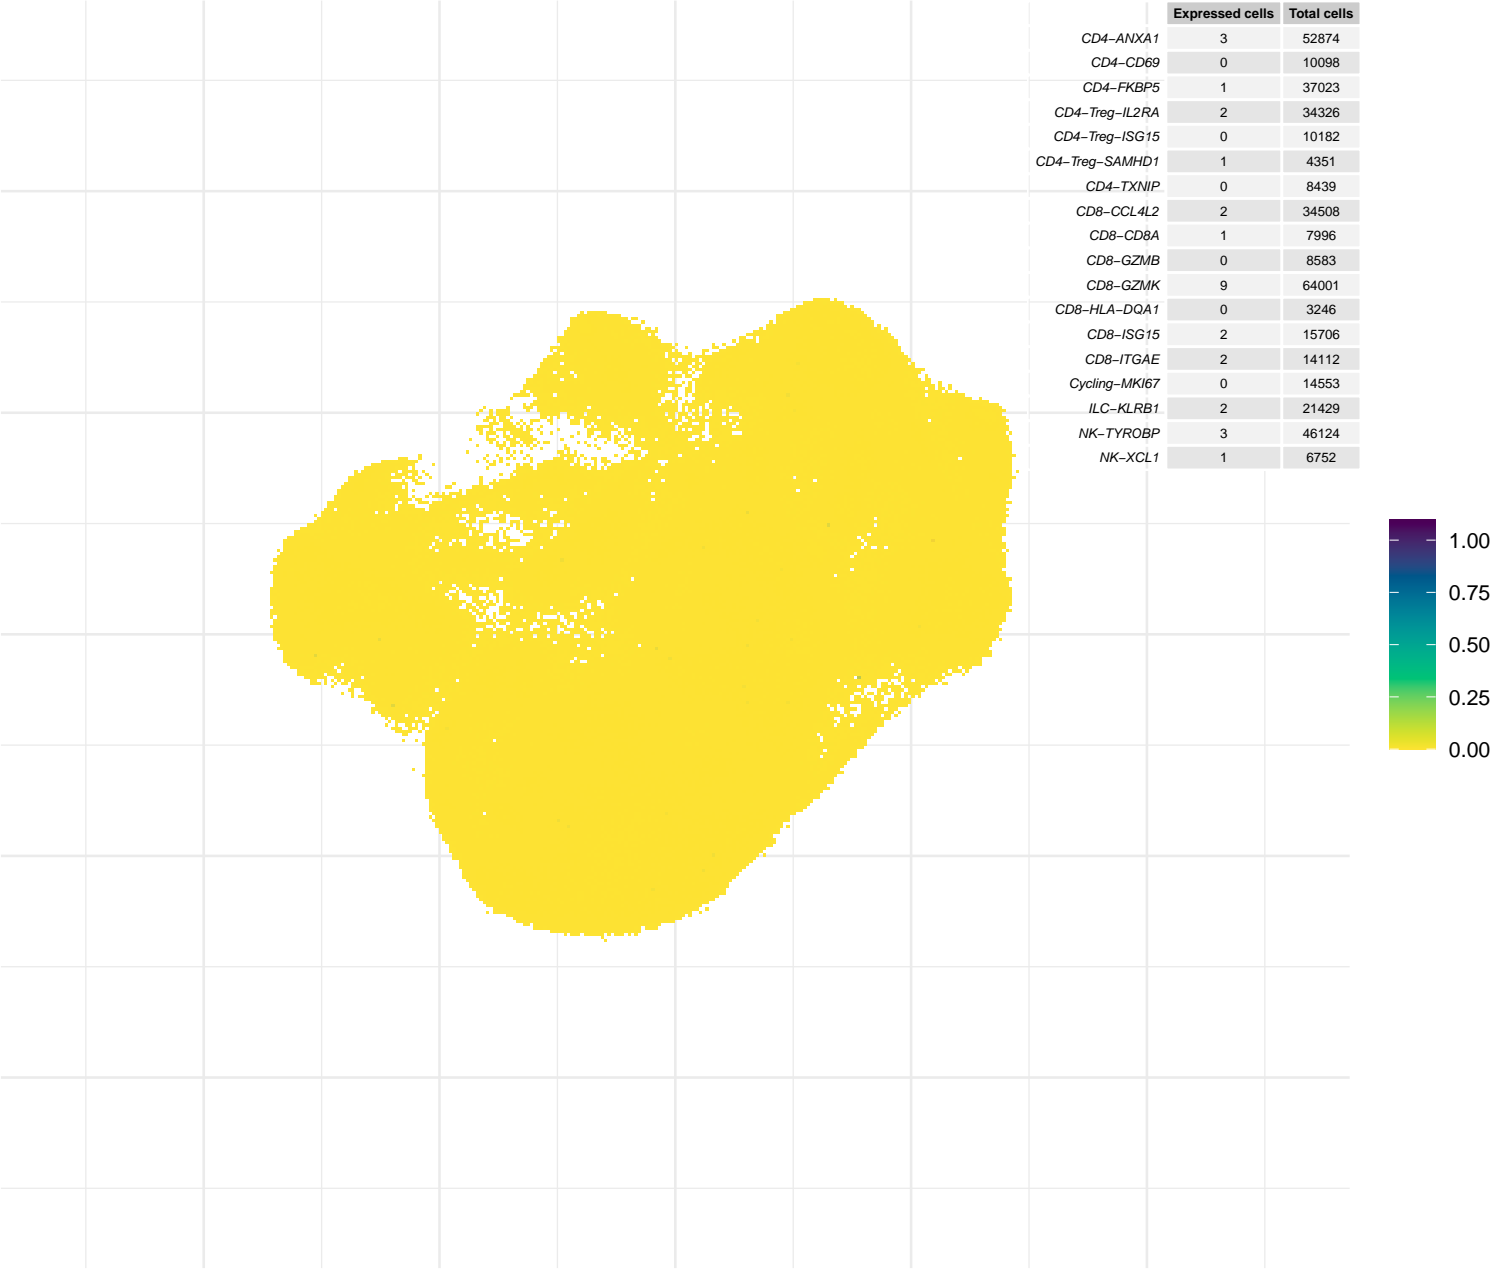 Expressed cells Total cells
CD4−ANXA1 3 52874
CD4−CD69 0 10098
CD4−FKBP5 1 37023
CD4−Treg−IL2RA 2 34326
CD4−Treg−ISG15 0 10182
CD4−Treg−SAMHD1 1 4351
CD4−TXNIP 0 8439
CD8−CCL4L2 2 34508
CD8−CD8A 1 7996
CD8−GZMB 0 8583
CD8−GZMK 9 64001
CD8−HLA−DQA1 0 3246
CD8−ISG15 2 15706
CD8−ITGAE 2 14112
Cycling−MKI67 0 14553
ILC−KLRB1 2 21429
NK−TYROBP 3 46124
NK−XCL1 1 6752
1.00
0.75
0.50
0.25
0.00